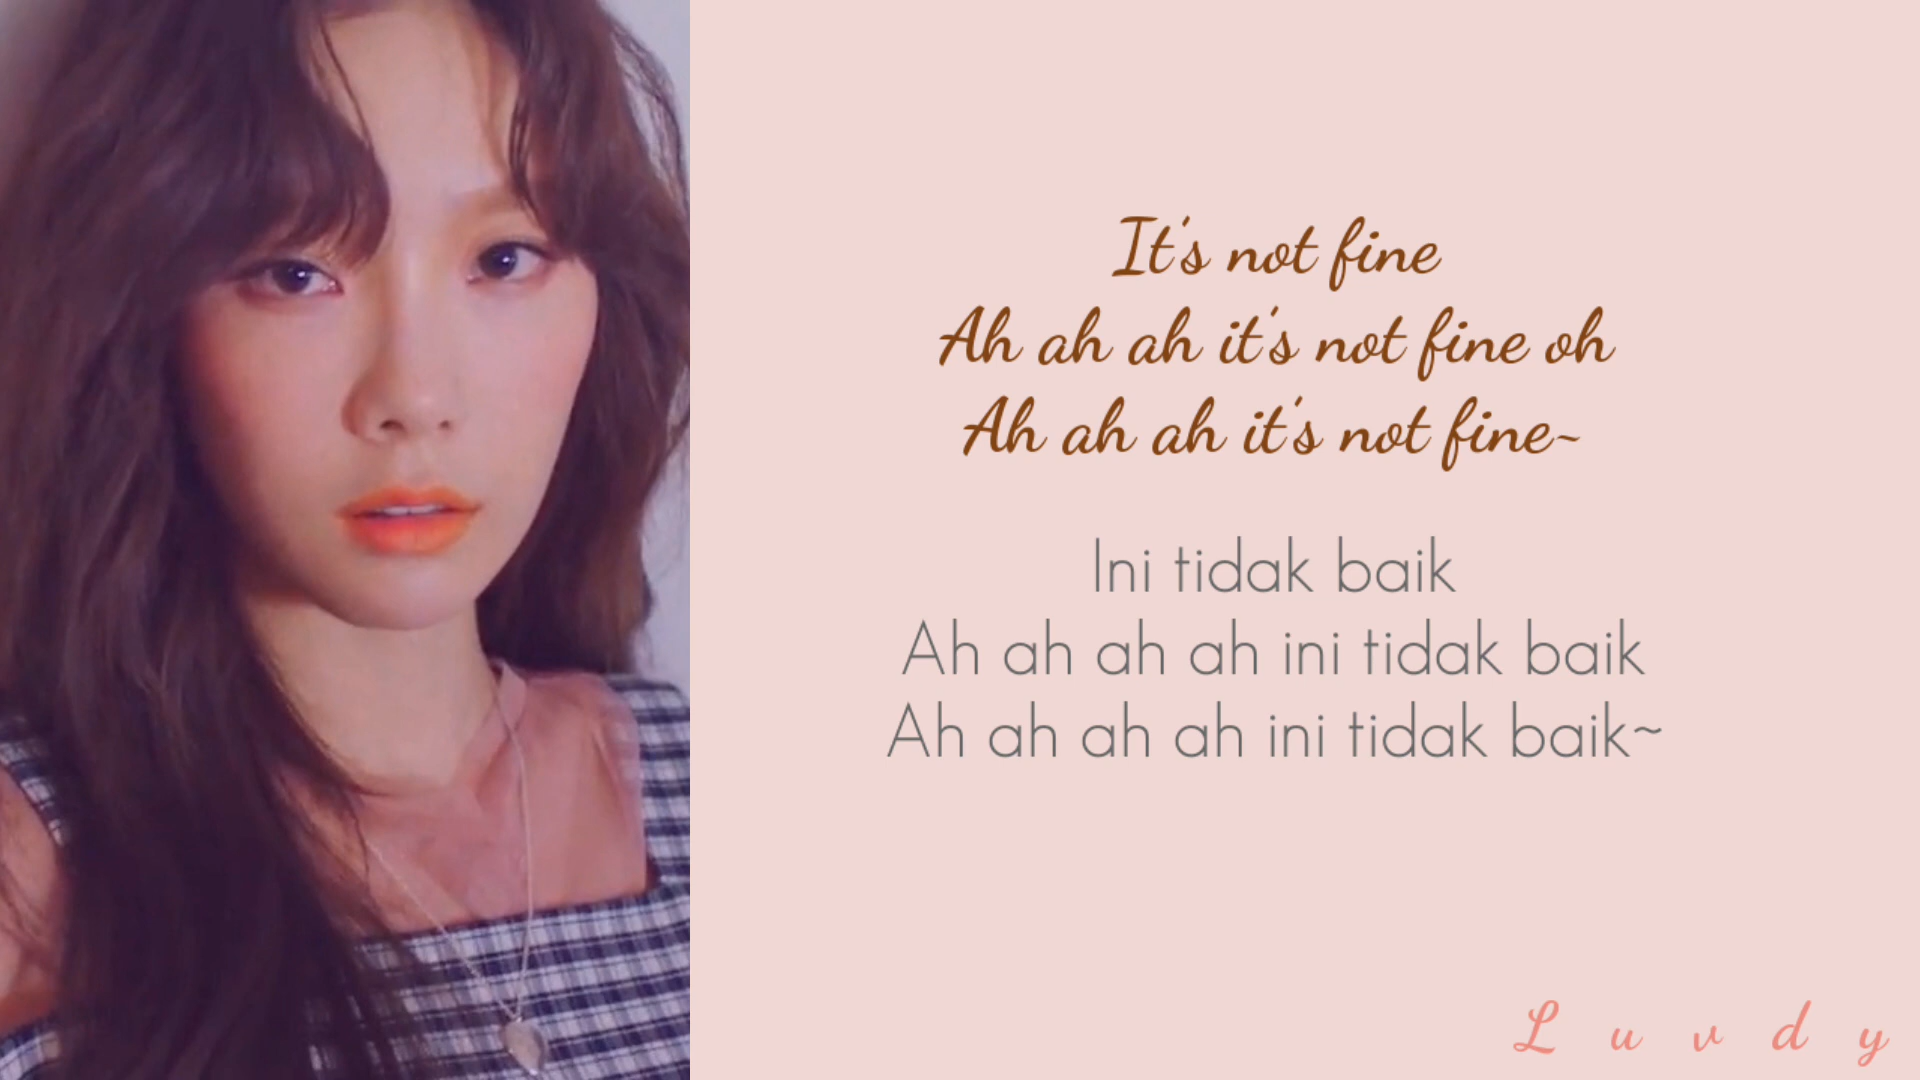 It's not fine
Ah ah ah it's not fine oh
Ah ah ah it's not fine~
Ini tidak baik
Ah ah ah ah ini tidak baik
Ah ah ah ah ini tidak baik~
Luvdy